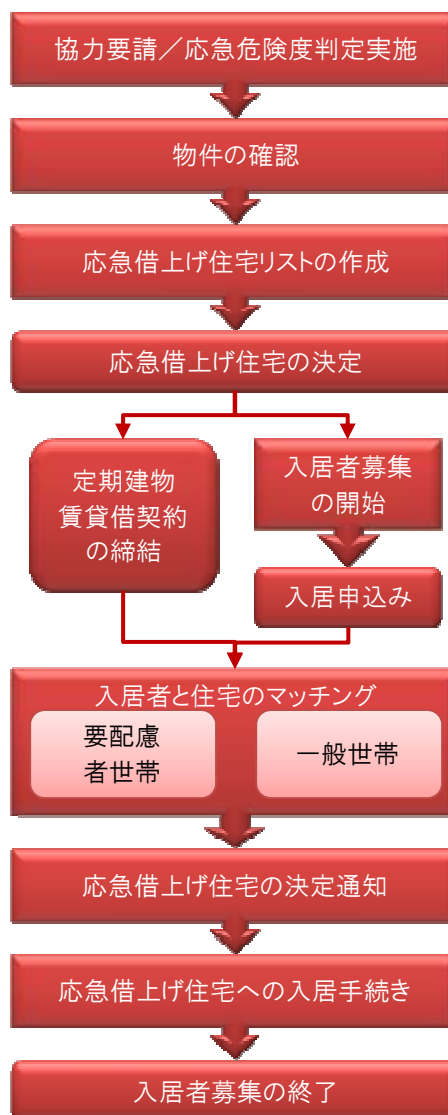 協力要請／応急危険度判定実施
物件の確認
応急借上げ住宅リストの作成
応急借上げ住宅の決定
定期建物
賃貸借契約
の締結
入居者募集
の開始
入居申込み
入居者と住宅のマッチング
要配慮
者世帯
一般世帯
応急借上げ住宅の決定通知
応急借上げ住宅への入居手続き
入居者募集の終了